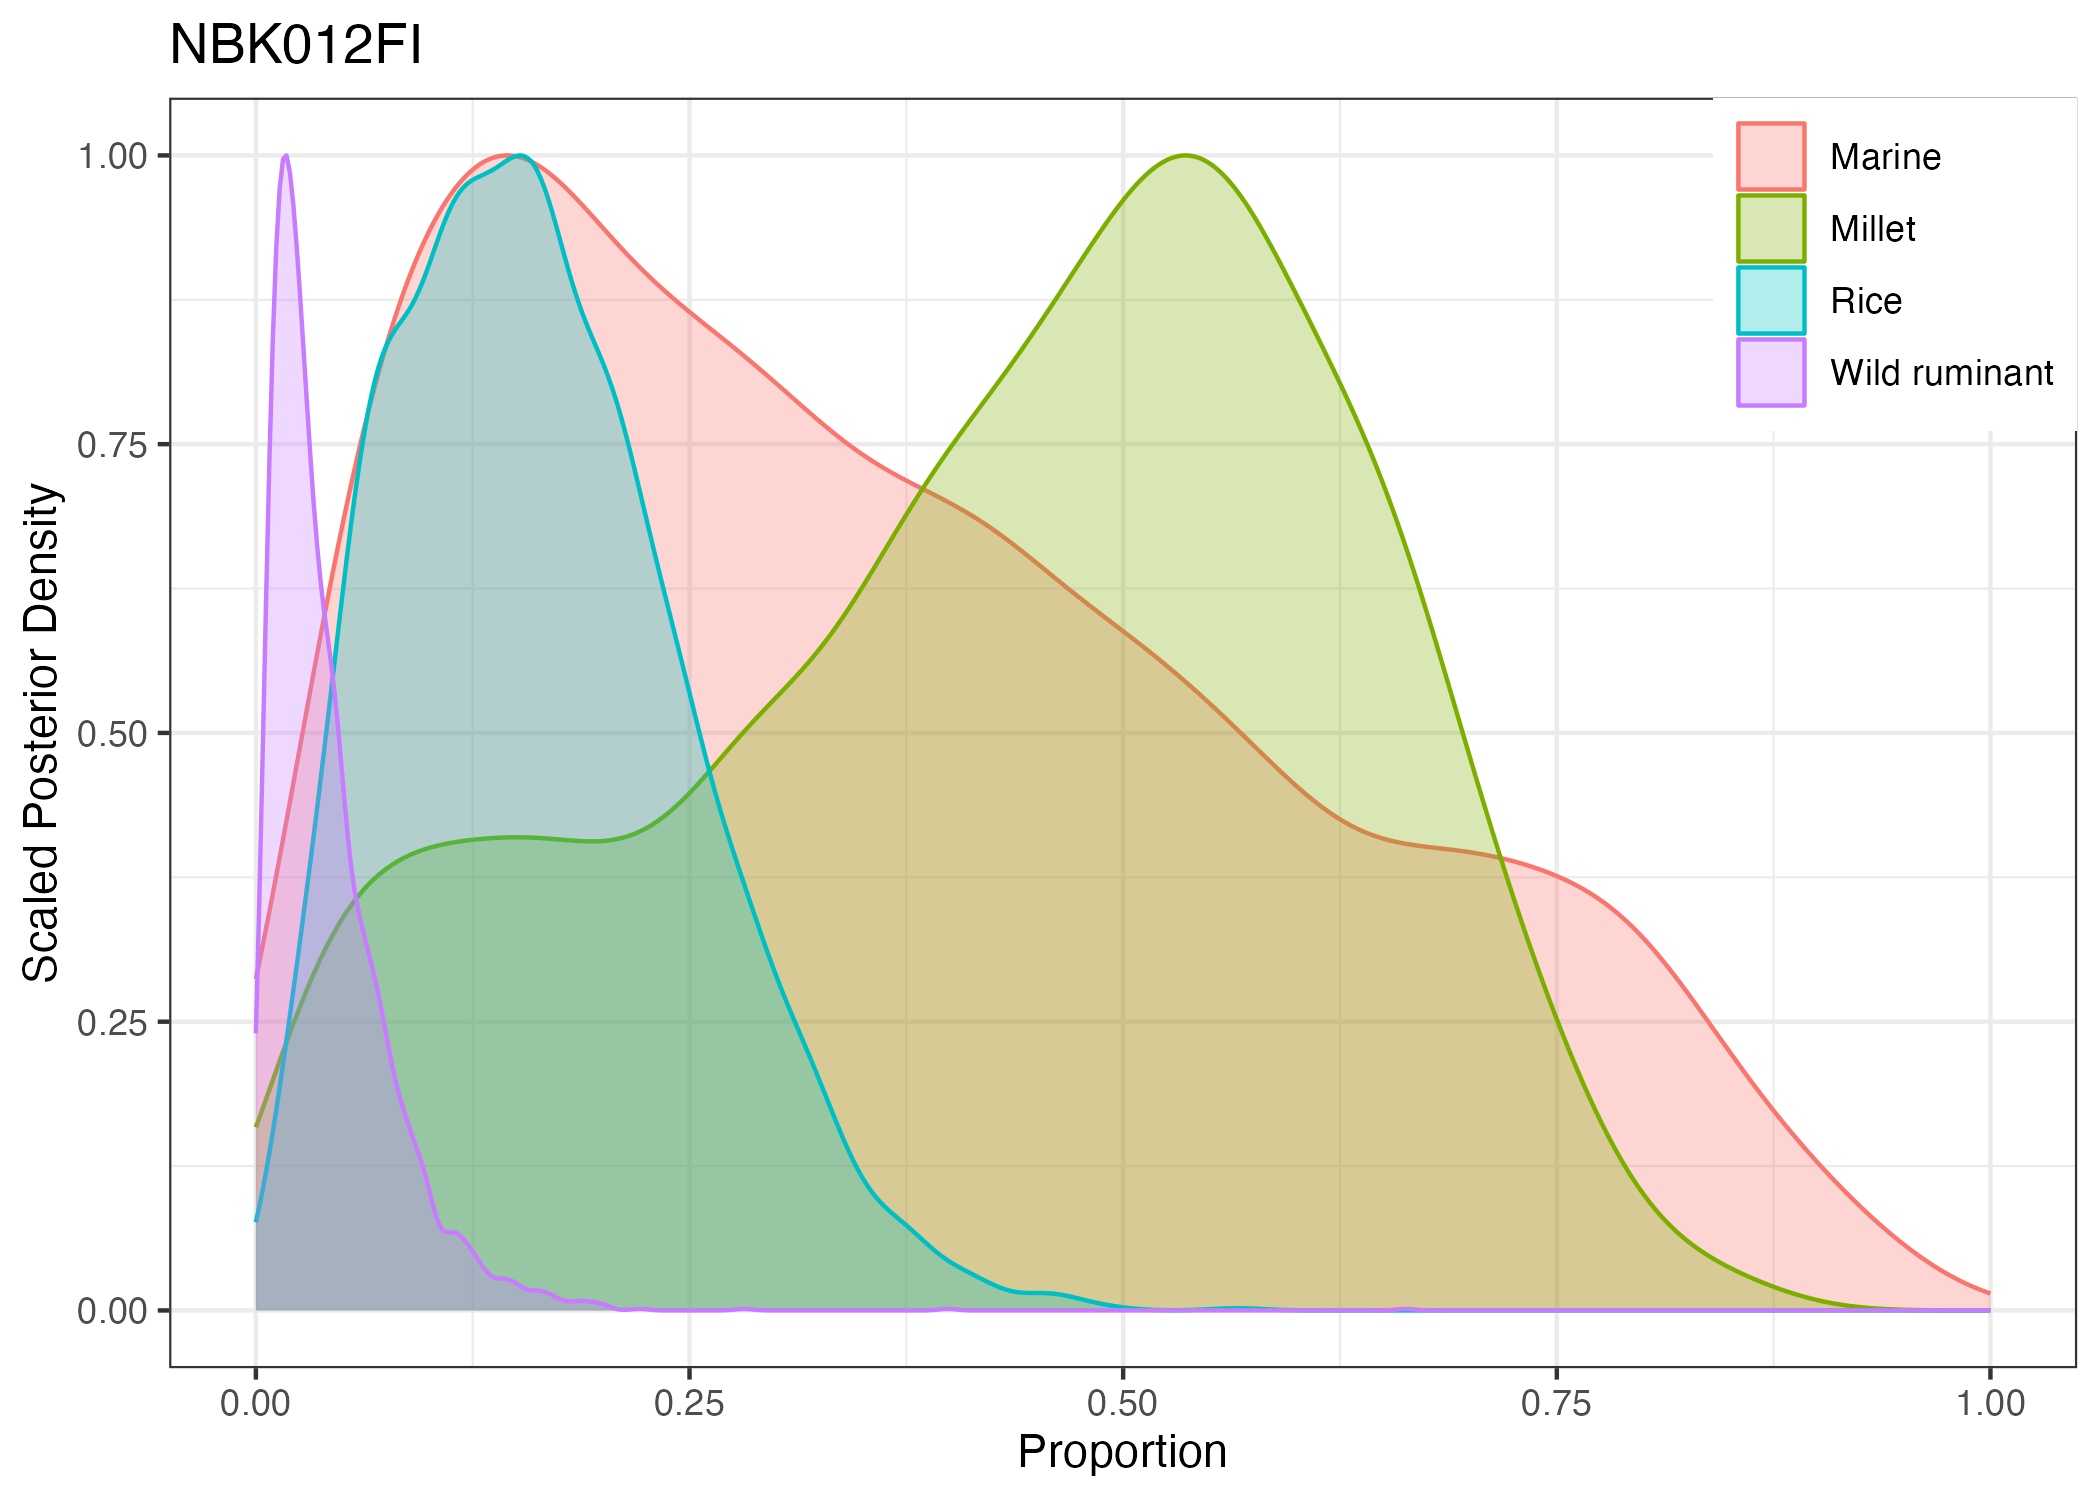 NBK012FI
Marine
Millet
Rice
Wild ruminant
Scaled Posterior Density
1.00
0.75
0.50
0.25
0.00
0.00 0.25 0.50 0.75 1.00
Proportion